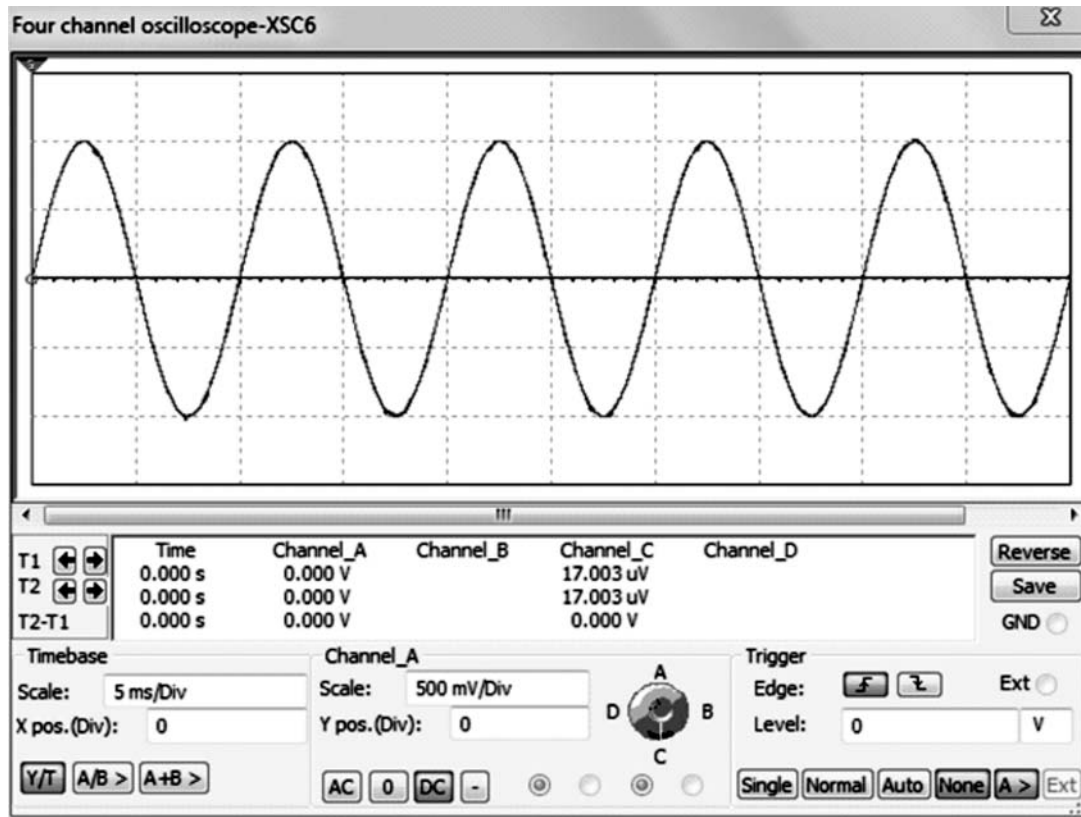 Four channel oscilloscope-XSC6
Time Channel_A Channel_B Channel_C Channel_D
T1 0.000 s 0.000 V 17.003 uV
T2 0.000 s 0.000 V 17.003 uV
T2-T1 0.000 s 0.000 V 0.000 V
Reverse
Save
GND
Timebase
Scale: 5 ms/Div
X pos.(Div): 0
Y/T A/B > A+B >
Channel_A
Scale: 500 mV/Div
Y pos.(Div): 0
AC 0 DC -
A
D B
C
Trigger
Edge: Ext
Level: 0 V
Single Normal Auto None A > Ext